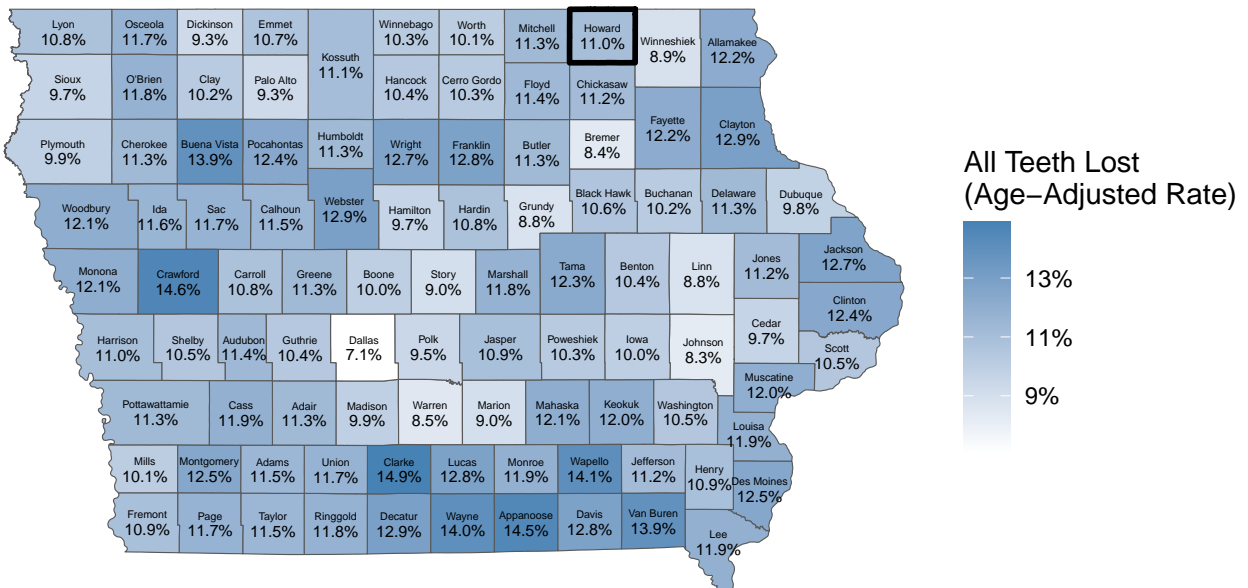 Lyon
10.8%
Osceola
11.7%
Dickinson
9.3%
Emmet
10.7%
Kossuth
11.1%
Winnebago
10.3%
Worth
10.1%
Mitchell
11.3%
Howard
11.0%
Winneshiek
8.9%
Allamakee
12.2%
Sioux
9.7%
O'Brien
11.8%
Clay
10.2%
Palo Alto
9.3%
Hancock
10.4%
Cerro Gordo
10.3%
Floyd
11.4%
Chickasaw
11.2%
Fayette
12.2%
Clayton
12.9%
Plymouth
9.9%
Cherokee
11.3%
Buena Vista
13.9%
Pocahontas
12.4%
Humboldt
11.3%
Wright
12.7%
Franklin
12.8%
Butler
11.3%
Bremer
8.4%
Woodbury
12.1%
Ida
11.6%
Sac
11.7%
Calhoun
11.5%
Webster
12.9%
Hamilton
9.7%
Hardin
10.8%
Grundy
8.8%
Black Hawk
10.6%
Buchanan
10.2%
Delaware
11.3%
Dubuque
9.8%
Monona
12.1%
Crawford
14.6%
Carroll
10.8%
Greene
11.3%
Boone
10.0%
Story
9.0%
Marshall
11.8%
Tama
12.3%
Benton
10.4%
Linn
8.8%
Jones
11.2%
Jackson
12.7%
Clinton
12.4%
Harrison
11.0%
Shelby
10.5%
Audubon
11.4%
Guthrie
10.4%
Dallas
7.1%
Polk
9.5%
Jasper
10.9%
Poweshiek
10.3%
Iowa
10.0%
Johnson
8.3%
Cedar
9.7%
Scott
10.5%
Muscatine
12.0%
Pottawattamie
11.3%
Cass
11.9%
Adair
11.3%
Madison
9.9%
Warren
8.5%
Marion
9.0%
Mahaska
12.1%
Keokuk
12.0%
Washington
10.5%
Louisa
11.9%
Mills
10.1%
Montgomery
12.5%
Adams
11.5%
Union
11.7%
Clarke
14.9%
Lucas
12.8%
Monroe
11.9%
Wapello
14.1%
Jefferson
11.2%
Henry
10.9%
Des Moines
12.5%
Fremont
10.9%
Page
11.7%
Taylor
11.5%
Ringgold
11.8%
Decatur
12.9%
Wayne
14.0%
Appanoose
14.5%
Davis
12.8%
Van Buren
13.9%
Lee
11.9%
All Teeth Lost
(Age−Adjusted Rate)
13%
11%
9%